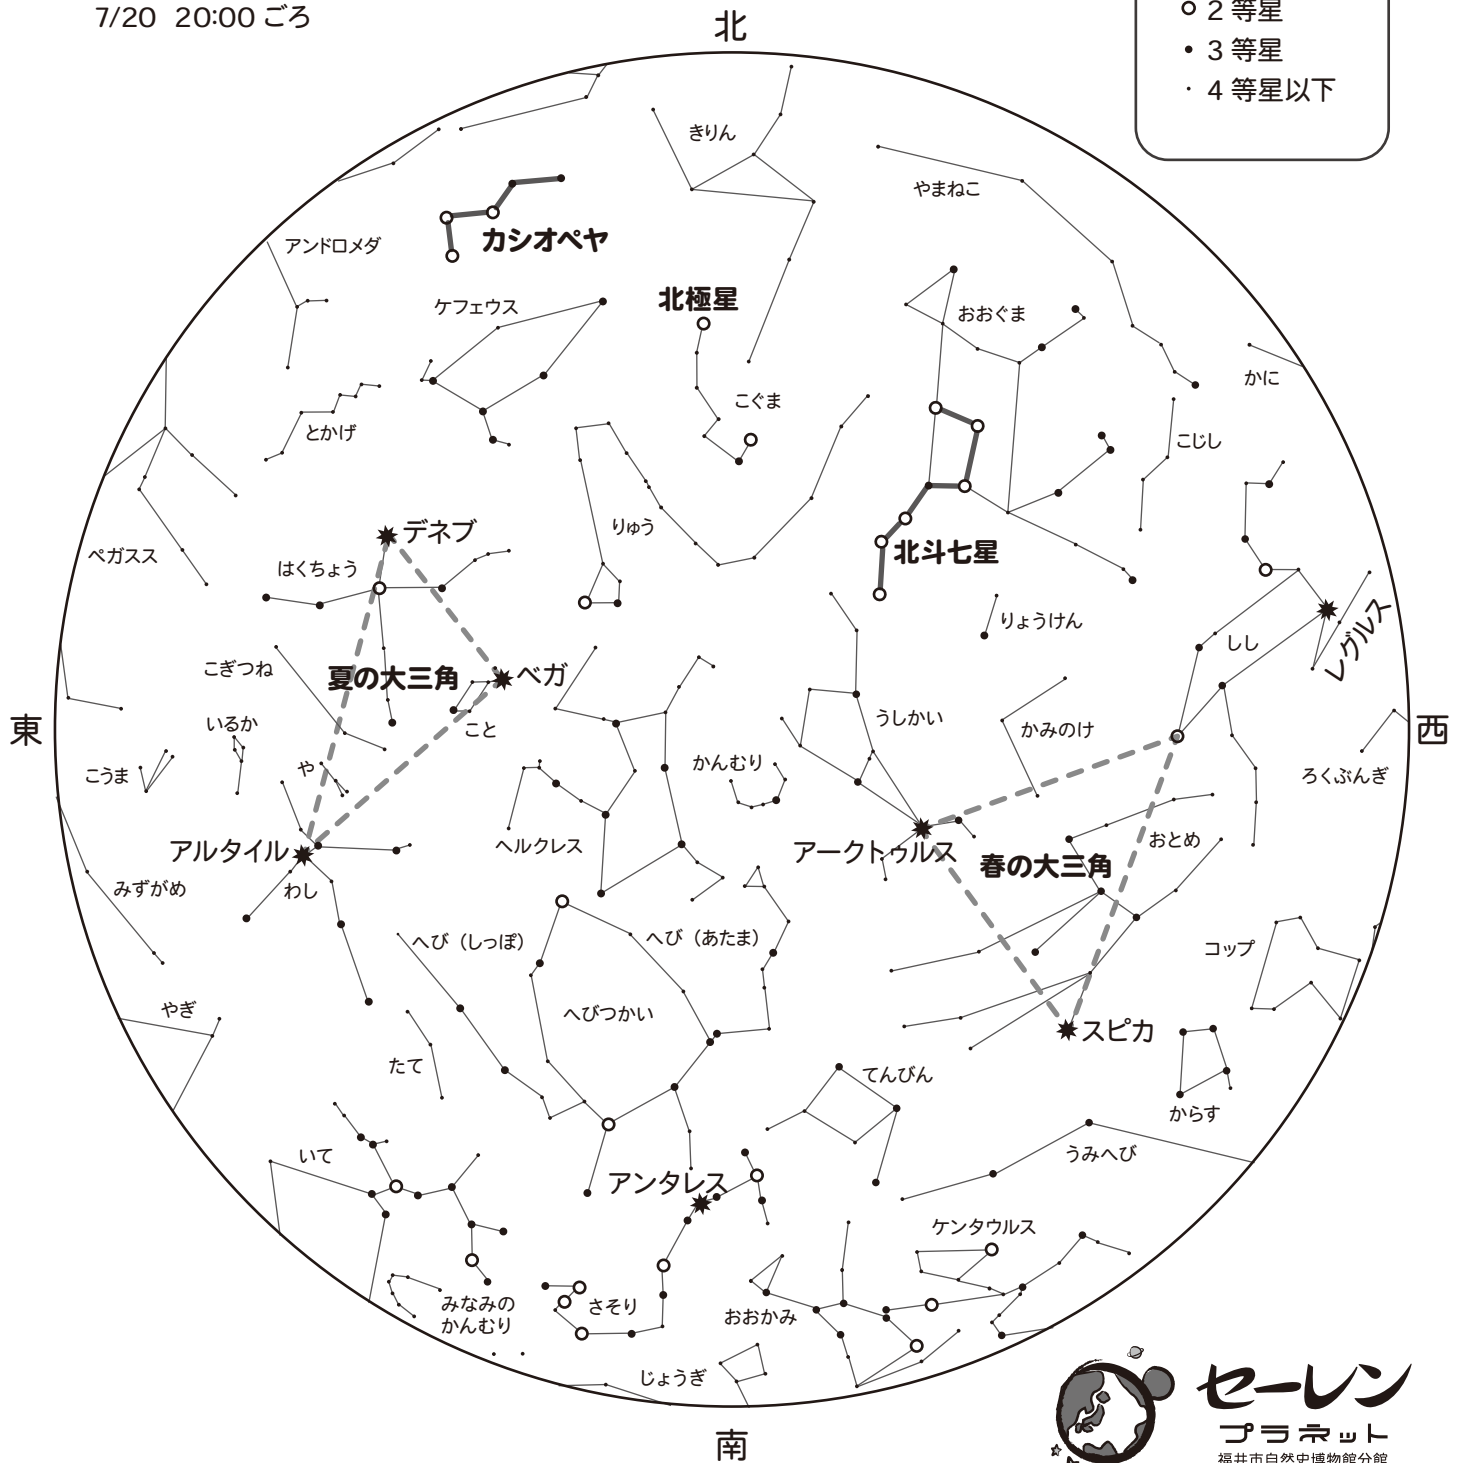 7/20 20:00 ごろ
北
2 等星
3 等星
4 等星以下
きりん
やまねこ
カシオペヤ
アンドロメダ
北極星
ケフェウス
おおぐま
かに
こぐま
とかげ
こじし
りゅう
デネブ
北斗七星
ペガスス
はくちょう
りょうけん
レグルス
しし
こぎつね
夏の大三角
ベガ
いるか
こと
うしかい
かみのけ
東
西
かんむり
や
こうま
ろくぶんぎ
アルタイル
ヘルクレス
アークトゥルス
おとめ
春の大三角
みずがめ
わし
へび（しっぽ）
へび（あたま）
コップ
やぎ
へびつかい
スピカ
たて
てんびん
からす
いて
うみへび
アンタレス
ケンタウルス
みなみの
かんむり
さそり
おおかみ
じょうぎ
南
セーレン
プラネット
福井市自然史博物館分館